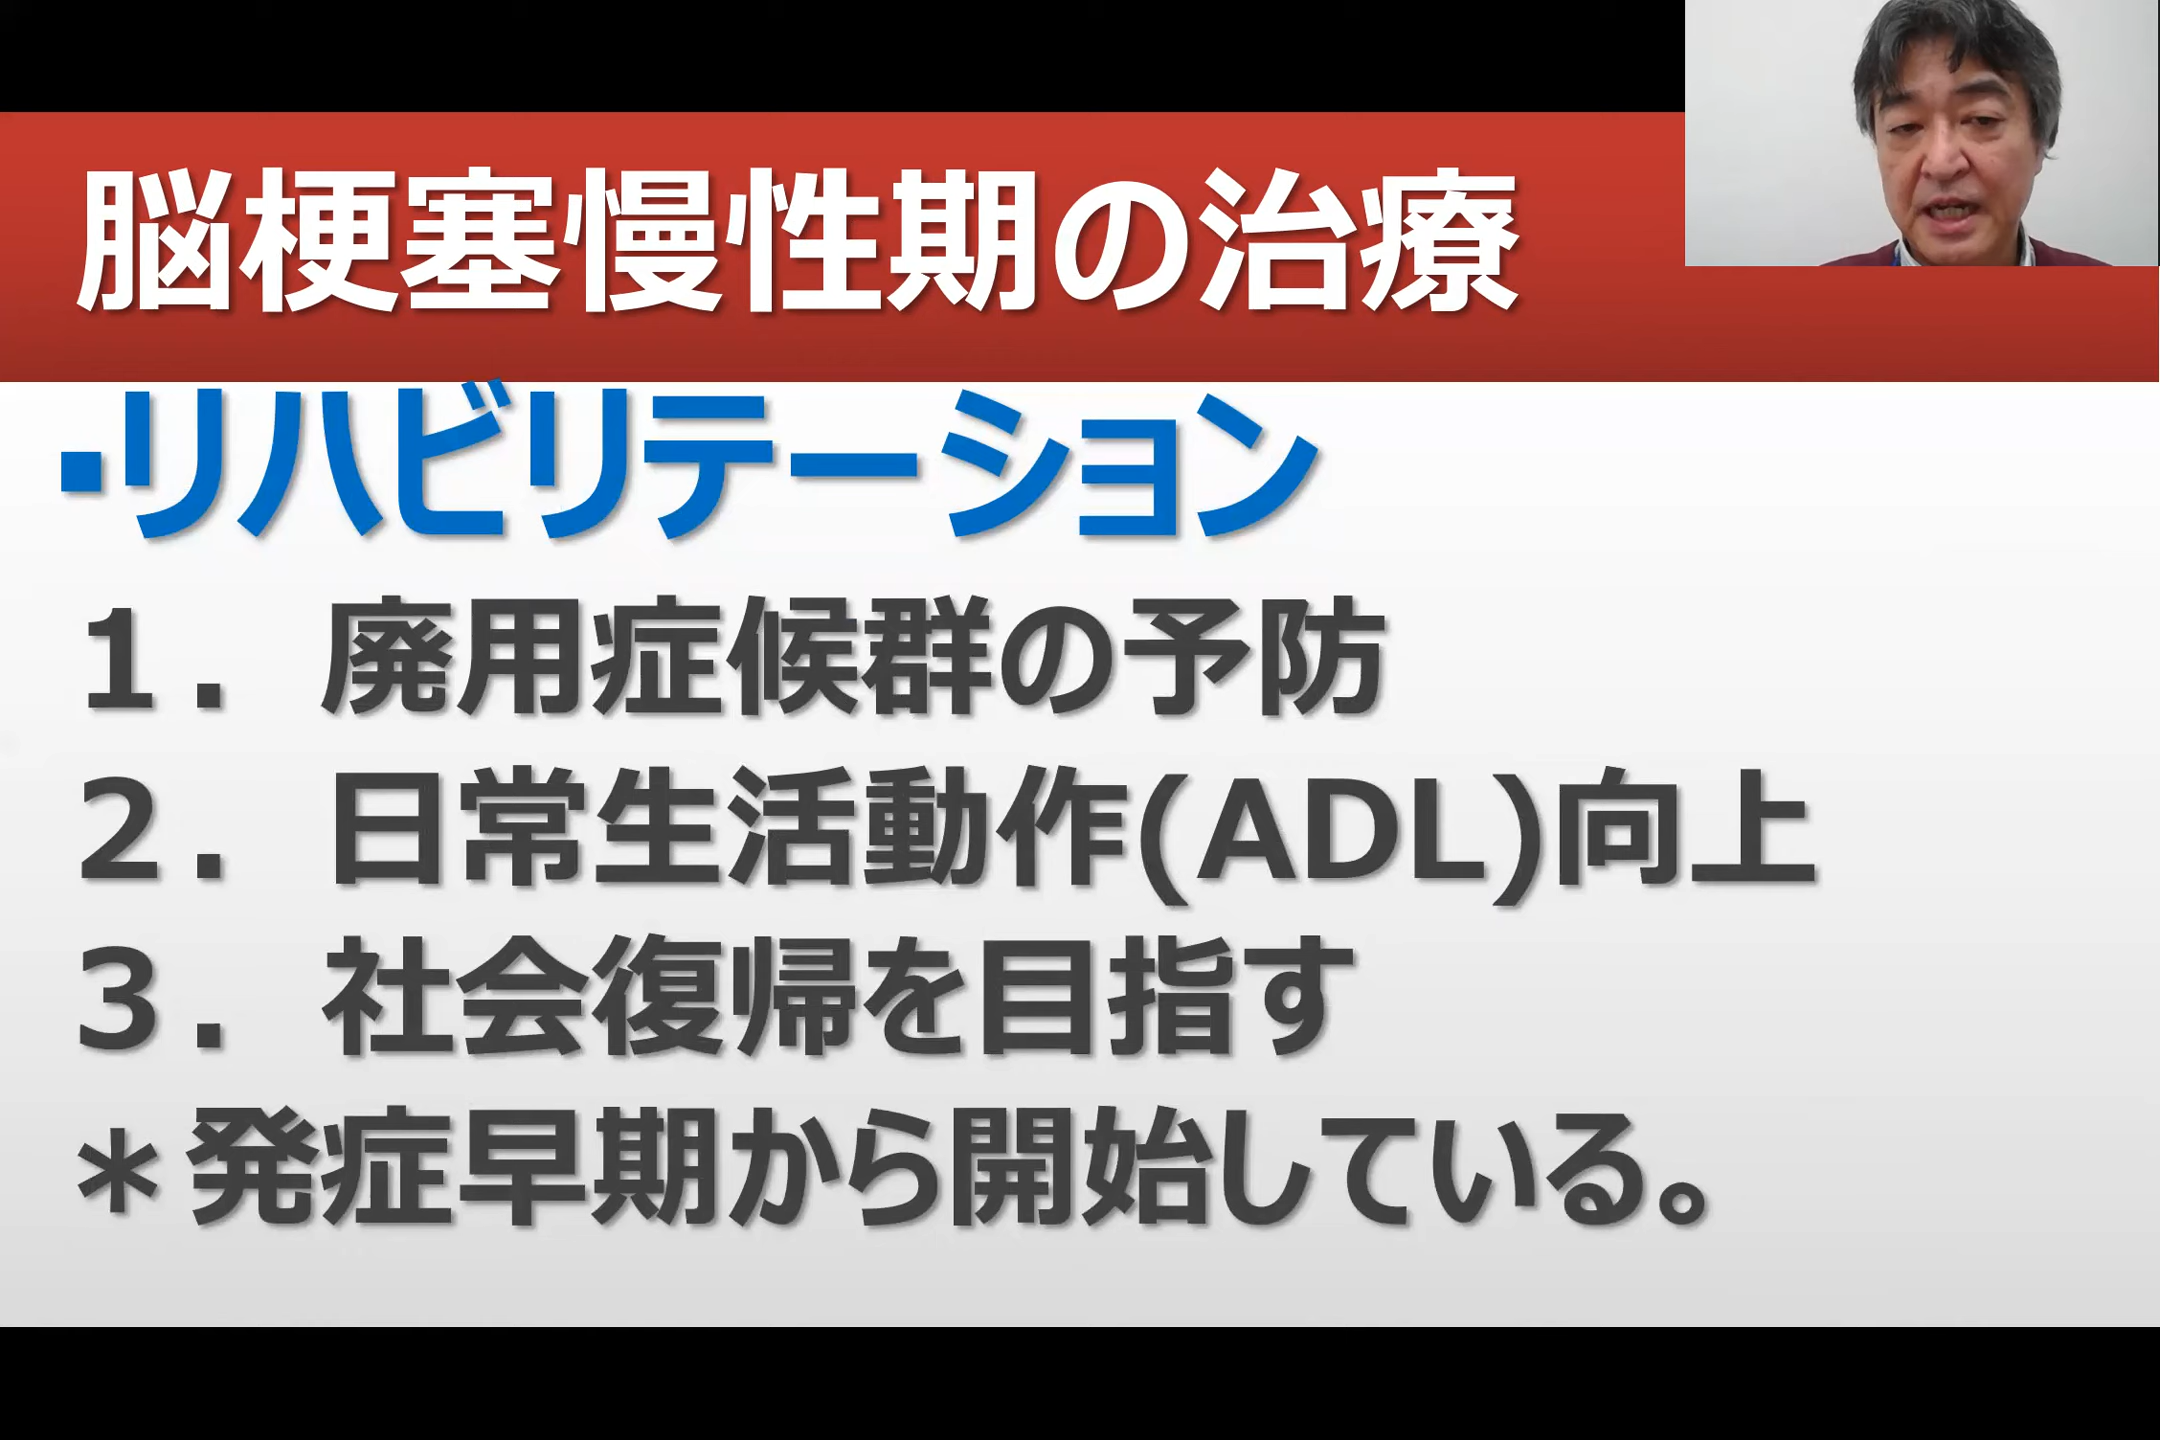 脳梗塞慢性期の治療
▪リハビリテーション
１． 廃用症候群の予防
２． 日常生活動作(ADL)向上
３． 社会復帰を目指す
＊発症早期から開始している。